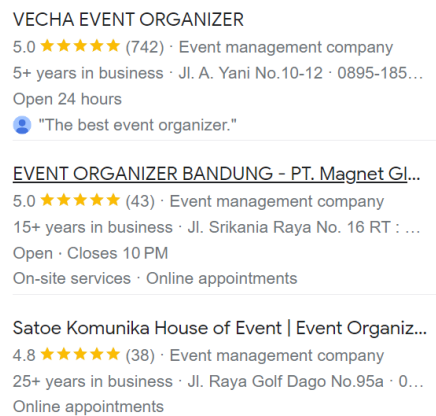 VECHA EVENT ORGANIZER
5.0 ★★★★★ (742) · Event management company
5+ years in business · Jl. A. Yani No.10-12 · 0895-185...
Open 24 hours
"The best event organizer."
EVENT ORGANIZER BANDUNG - PT. Magnet Gl...
5.0 ★★★★★ (43) · Event management company
15+ years in business · Jl. Srikania Raya No. 16 RT : ...
Open · Closes 10 PM
On-site services · Online appointments
Satoe Komunika House of Event | Event Organiz...
4.8 ★★★★★ (38) · Event management company
25+ years in business · Jl. Raya Golf Dago No.95a · 0...
Online appointments